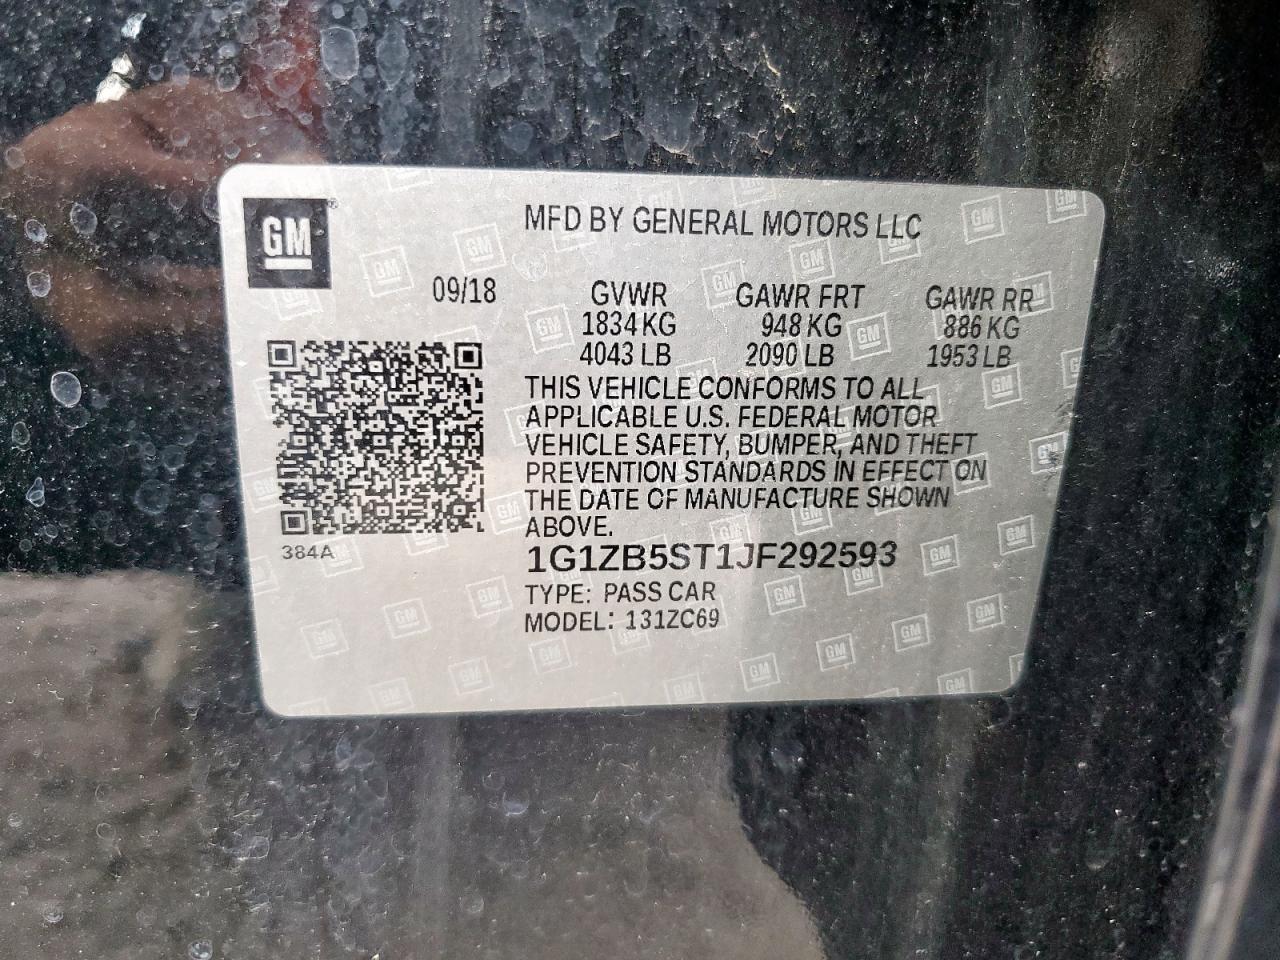 GM®
MFD BY GENERAL MOTORS LLC
09/18
GVWR GAWR FRT GAWR RR
1834 KG 948 KG 886 KG
4043 LB 2090 LB 1953 LB
THIS VEHICLE CONFORMS TO ALL
APPLICABLE U.S. FEDERAL MOTOR
VEHICLE SAFETY, BUMPER, AND THEFT
PREVENTION STANDARDS IN EFFECT ON
THE DATE OF MANUFACTURE SHOWN
ABOVE.
384A
1G1ZB5ST1JF292593
TYPE: PASS CAR
MODEL: 131ZC69